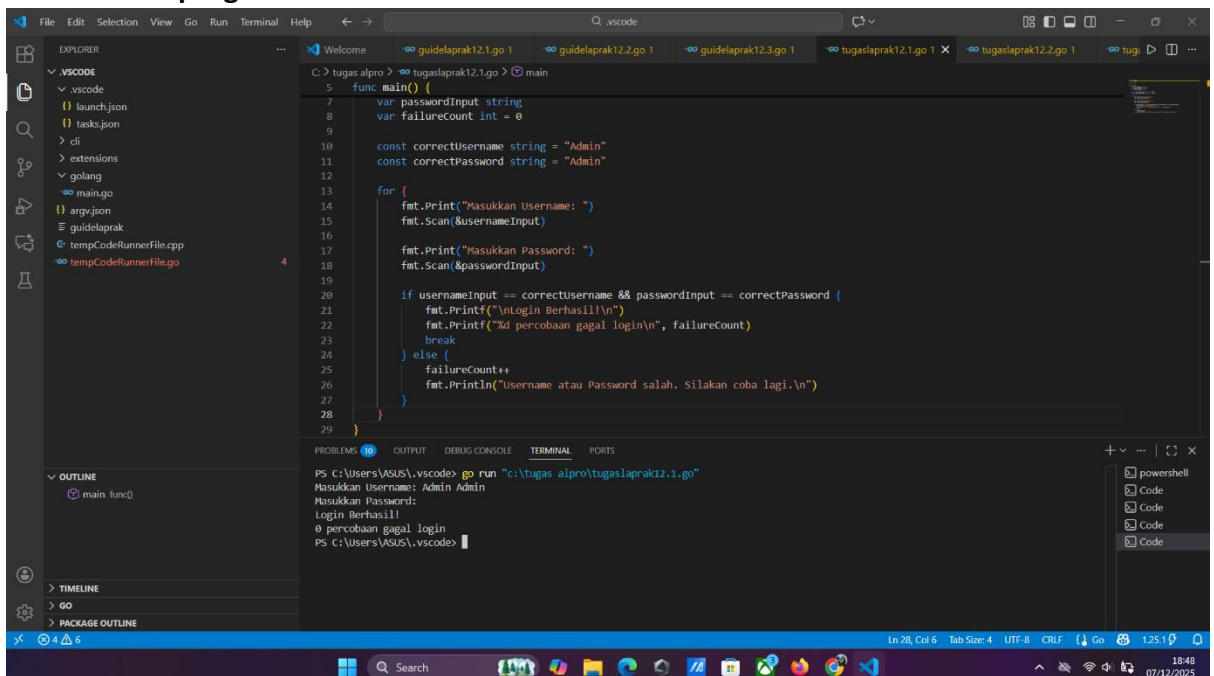 File Edit Selection View Go Run Terminal Help
.vscode
EXPLORER
Welcome guidelaprak12.1.go 1 guidelaprak12.2.go 1 guidelaprak12.3.go 1 tugaslaprak12.1.go 1 tugaslaprak12.2.go 1 tuga
.VSCODE
.vscode
launch.json
tasks.json
cli
extensions
golang
main.go
argv.json
guidelaprak
tempCodeRunnerFile.cpp
tempCodeRunnerFile.go 4
C: > tugas alpro > tugaslaprak12.1.go > main
5 func main() {
7 var passwordInput string
8 var failureCount int = 0
9
10 const correctUsername string = "Admin"
11 const correctPassword string = "Admin"
12
13 for {
14 fmt.Print("Masukkan Username: ")
15 fmt.Scan(&usernameInput)
16
17 fmt.Print("Masukkan Password: ")
18 fmt.Scan(&passwordInput)
19
20 if usernameInput == correctUsername && passwordInput == correctPassword {
21 fmt.Printf("\nLogin Berhasil!\n")
22 fmt.Printf("%d percobaan gagal login\n", failureCount)
23 break
24 } else {
25 failureCount++
26 fmt.Println("Username atau Password salah. Silakan coba lagi.\n")
27 }
28 }
29 }
PROBLEMS 10 OUTPUT DEBUG CONSOLE TERMINAL PORTS
PS C:\Users\ASUS\.vscode> go run "c:\tugas alpro\tugaslaprak12.1.go"
Masukkan Username: Admin Admin
Masukkan Password:
Login Berhasil!
0 percobaan gagal login
PS C:\Users\ASUS\.vscode>
powershell
Code
Code
Code
Code
OUTLINE
main func()
TIMELINE
GO
PACKAGE OUTLINE
4 6
Ln 28, Col 6 Tab Size: 4 UTF-8 CRLF Go 1.25.1
Search
18:48
07/12/2025